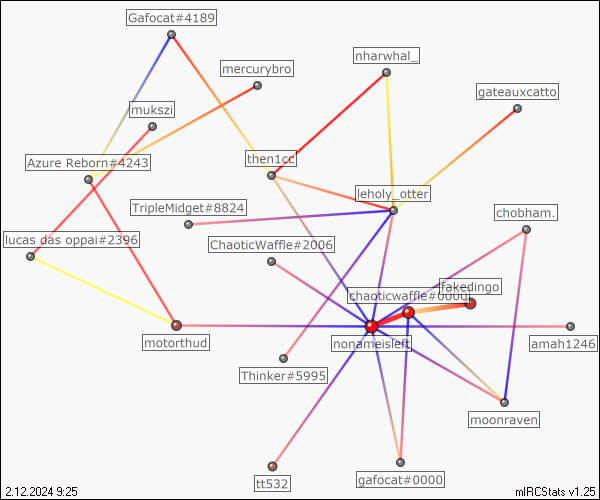 Gafocat#4189
nharwhal_
mercurybro
gateauxcatto
mukszi
Azure Reborn#4243
then1cc
leholy_otter
TripleMidget#8824
chobham.
lucas das oppai#2396
ChaoticWaffle#2006
fakedingo
chaoticwaffle#0000
motorthud
nonameisleft
amah1246
Thinker#5995
moonraven
tt532
gafocat#0000
2.12.2024 9:25
mIRCStats v1.25